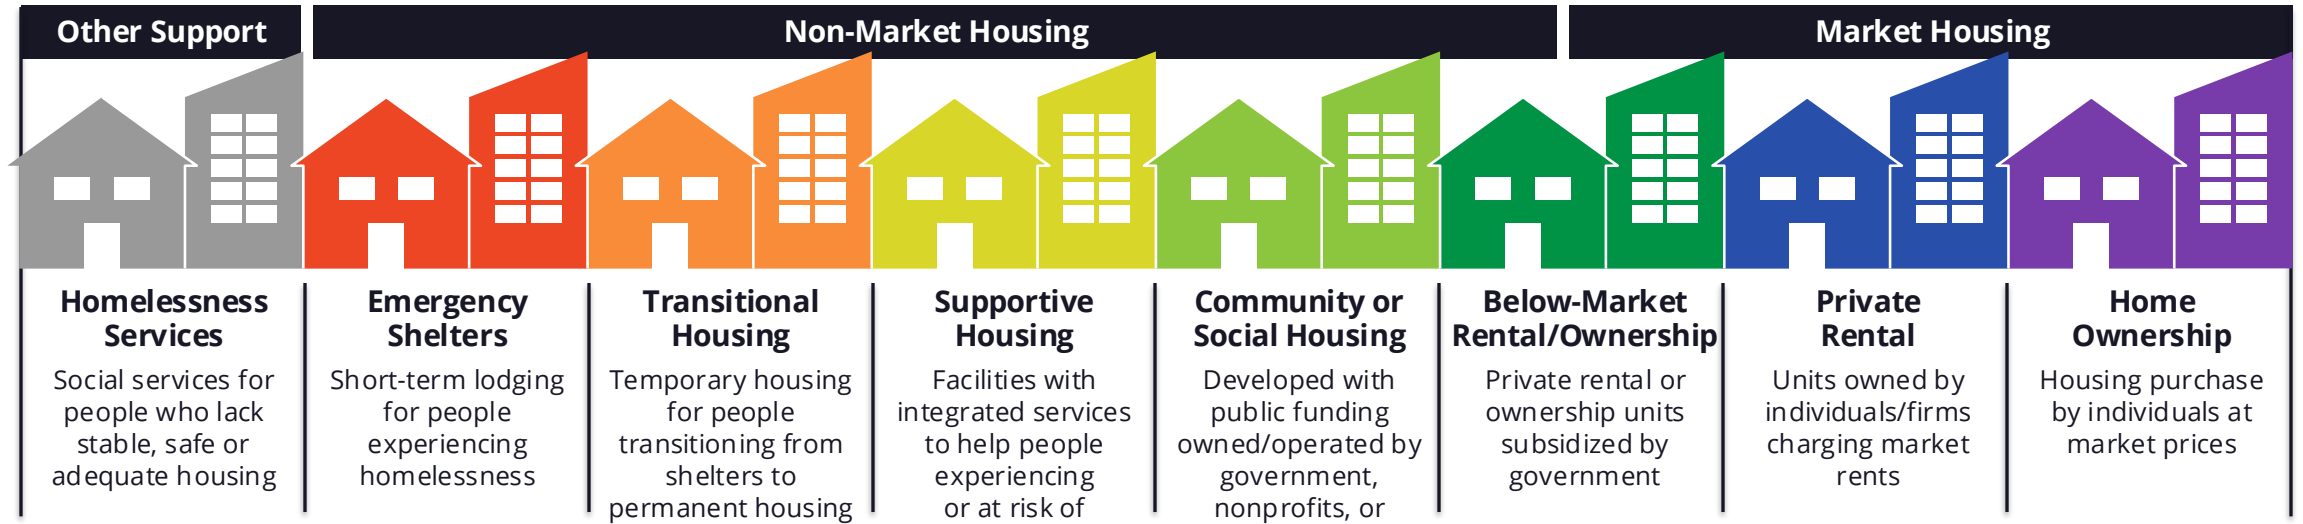 Other Support
Non-Market Housing
Market Housing
Homelessness
Services
Social services for
people who lack
stable, safe or
adequate housing
Emergency
Shelters
Short-term lodging
for people
experiencing
homelessness
Transitional
Housing
Temporary housing
for people
transitioning from
shelters to
permanent housing
Supportive
Housing
Facilities with
integrated services
to help people
experiencing
or at risk of
Community or
Social Housing
Developed with
public funding
owned/operated by
government,
nonprofits, or
Below-Market
Rental/Ownership
Private rental or
ownership units
subsidized by
government
Private
Rental
Units owned by
individuals/firms
charging market
rents
Home
Ownership
Housing purchase
by individuals at
market prices